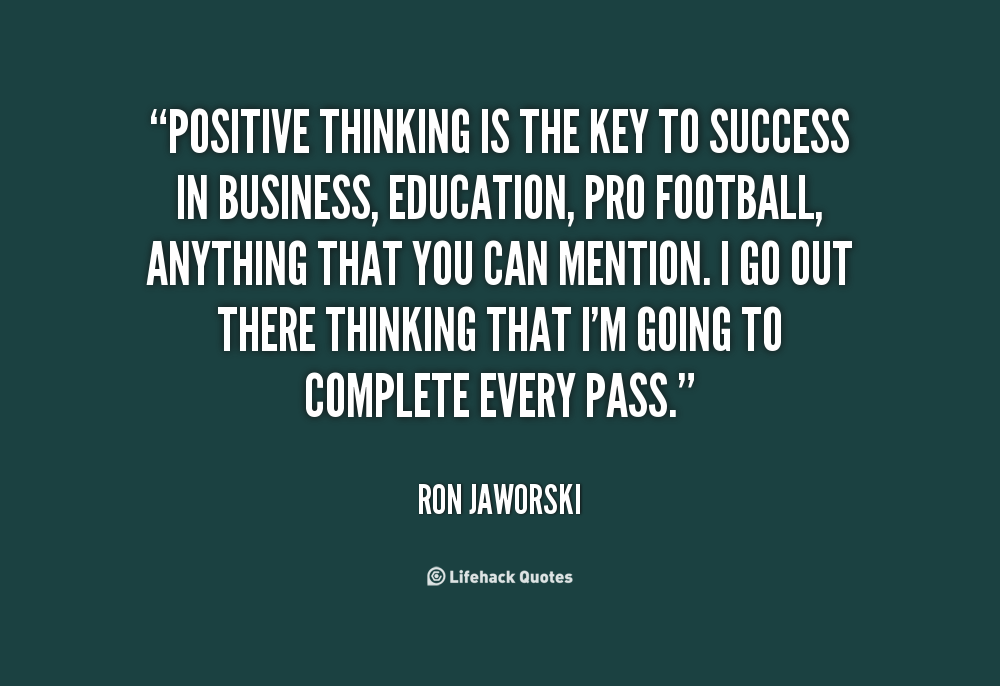 “POSITIVE THINKING IS THE KEY TO SUCCESS
IN BUSINESS, EDUCATION, PRO FOOTBALL,
ANYTHING THAT YOU CAN MENTION. I GO OUT
THERE THINKING THAT I’M GOING TO
COMPLETE EVERY PASS.”
RON JAWORSKI
Lifehack Quotes